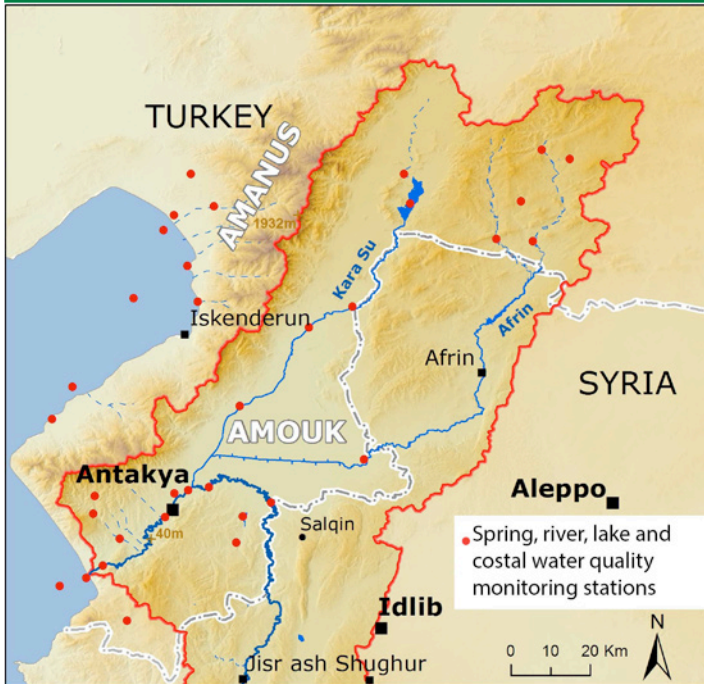 TURKEY
AMANUS
1932m
Kara Su
Iskenderun
Afrin
Afrin
SYRIA
AMOUK
Antakya
Aleppo
40m
Salqin
Spring, river, lake and
costal water quality
monitoring stations
Idlib
N
Jisr ash Shughur
0 10 20 Km